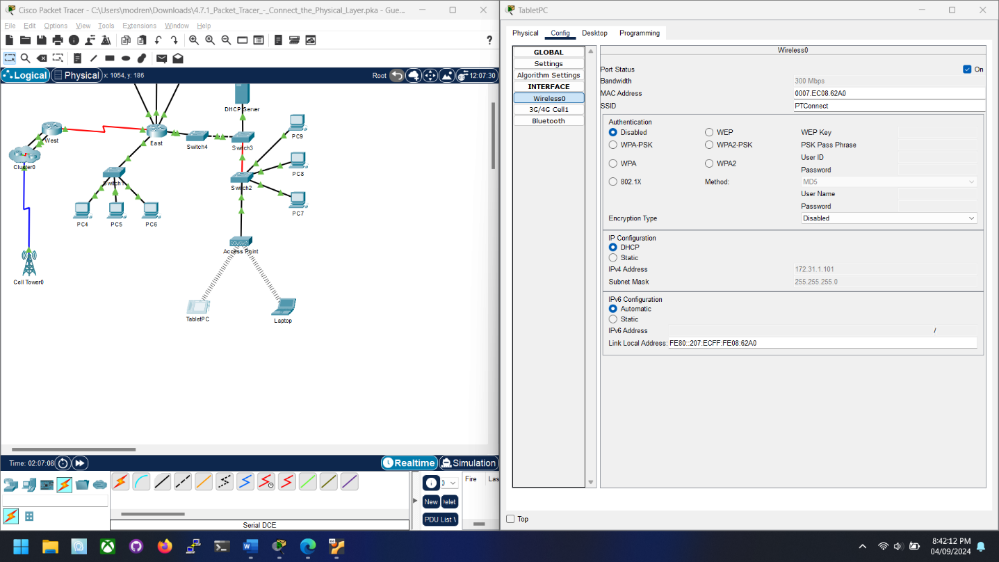 Cisco Packet Tracer - C:\Users\modren\Downloads\4.7.1_Packet_Tracer_-_Connect_the_Physical_Layer.pka - Gue...
File Edit Options View Tools Extensions Window Help
?
Logical Physical x: 1054, y: 186 Root 12:07:30
DHCP Server
PC9
West
East
Switch4
Switch3
Cluster0
PC8
Switch1
Switch2
PC7
PC4 PC5 PC6
Access Point
Cell Tower0
TabletPC
Laptop
Time: 02:07:08 Realtime Simulation
0 Fire Las
New elet
PDU List
Serial DCE
TabletPC
Physical Config Desktop Programming
GLOBAL
Settings
Algorithm Settings
INTERFACE
Wireless0
3G/4G Cell1
Bluetooth
Wireless0
Port Status On
Bandwidth 300 Mbps
MAC Address 0007.EC08.62A0
SSID PTConnect
Authentication
Disabled WEP WEP Key
WPA-PSK WPA2-PSK PSK Pass Phrase
User ID
WPA WPA2 Password
802.1X Method: MD5
User Name
Password
Encryption Type Disabled
IP Configuration
DHCP
Static
IPv4 Address 172.31.1.101
Subnet Mask 255.255.255.0
IPv6 Configuration
Automatic
Static
IPv6 Address /
Link Local Address: FE80::207:ECFF:FE08:62A0
Top
8:42:12 PM
04/09/2024